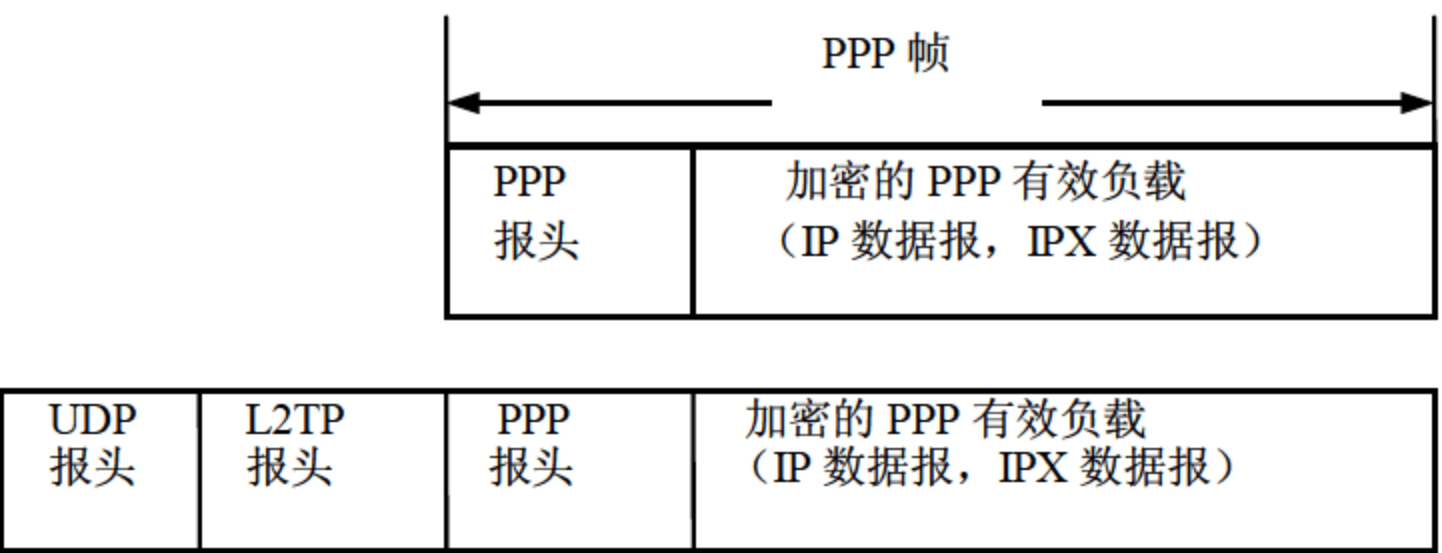 PPP 帧
PPP
报头
加密的 PPP 有效负载
（IP 数据报，IPX 数据报）
UDP
报头
L2TP
报头
PPP
报头
加密的 PPP 有效负载
（IP 数据报，IPX 数据报）